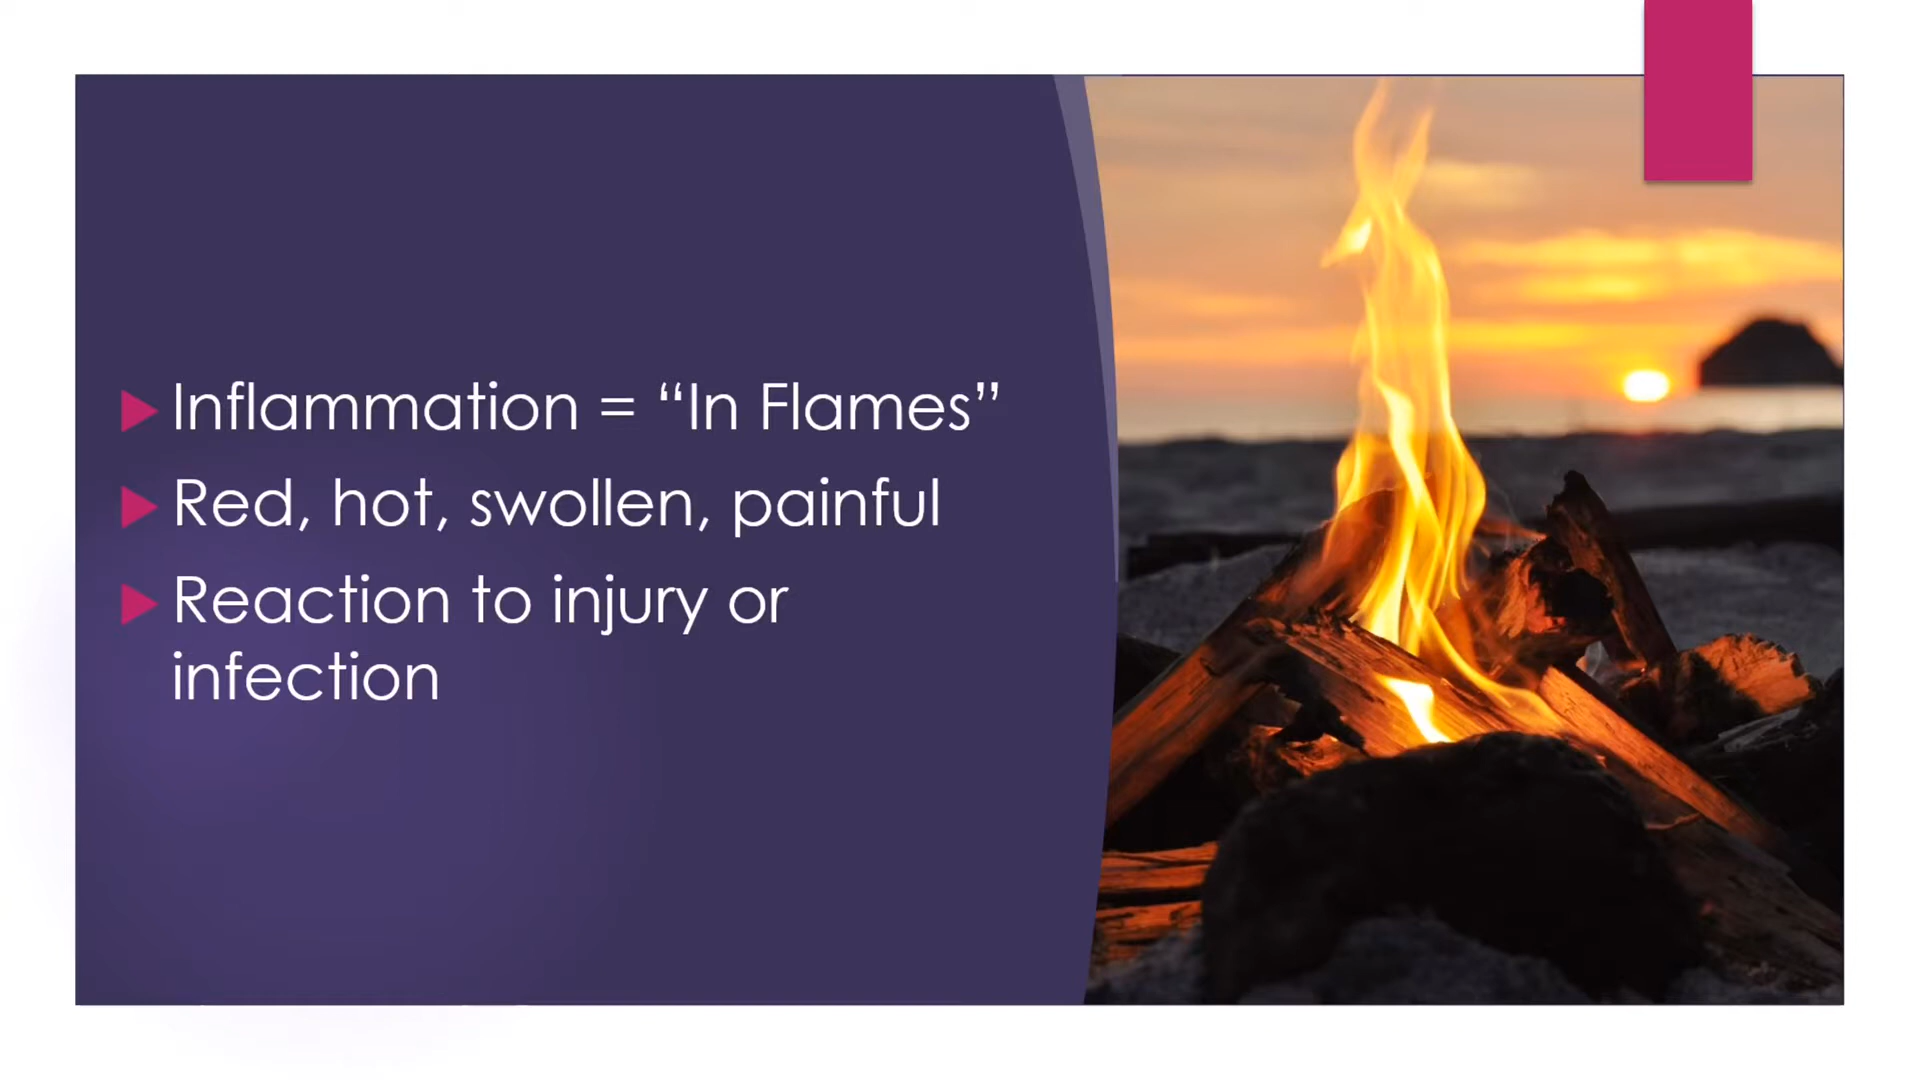 Inflammation = “In Flames”
Red, hot, swollen, painful
Reaction to injury or
infection